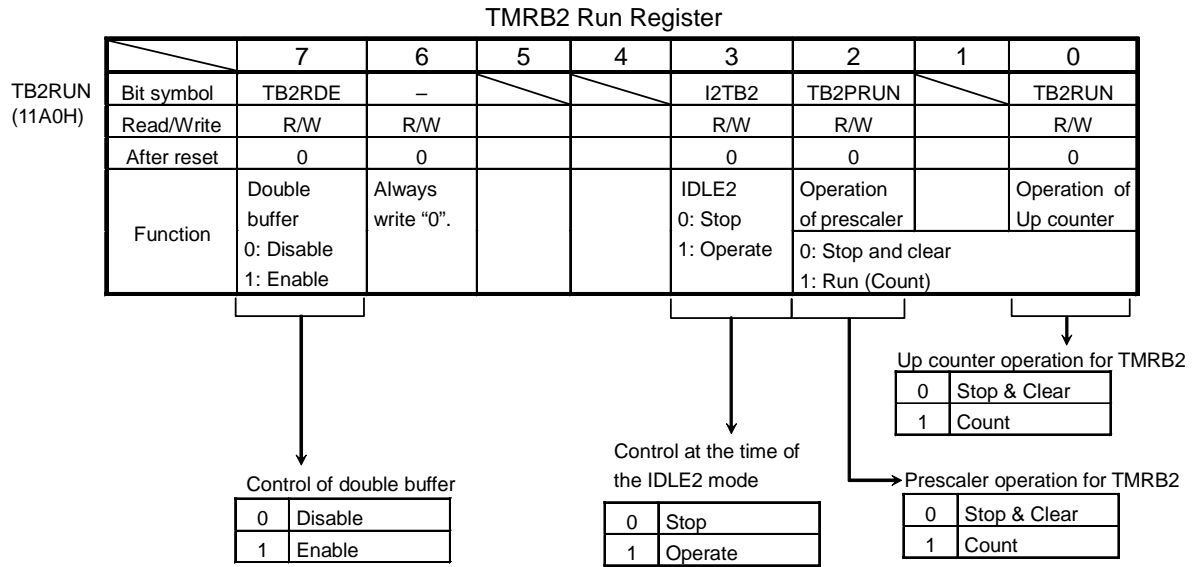 TMRB2 Run Register
7 6 5 4 3 2 1 0
TB2RUN
(11A0H)
Bit symbol TB2RDE – I2TB2 TB2PRUN TB2RUN
Read/Write R/W R/W R/W R/W R/W
After reset 0 0 0 0 0
Function
Double
buffer
0: Disable
1: Enable
Always
write “0”.
IDLE2
0: Stop
1: Operate
Operation
of prescaler
Operation of
Up counter
0: Stop and clear
1: Run (Count)
Up counter operation for TMRB2
0 Stop & Clear
1 Count
Control of double buffer
0 Disable
1 Enable
Control at the time of
the IDLE2 mode
0 Stop
1 Operate
Prescaler operation for TMRB2
0 Stop & Clear
1 Count